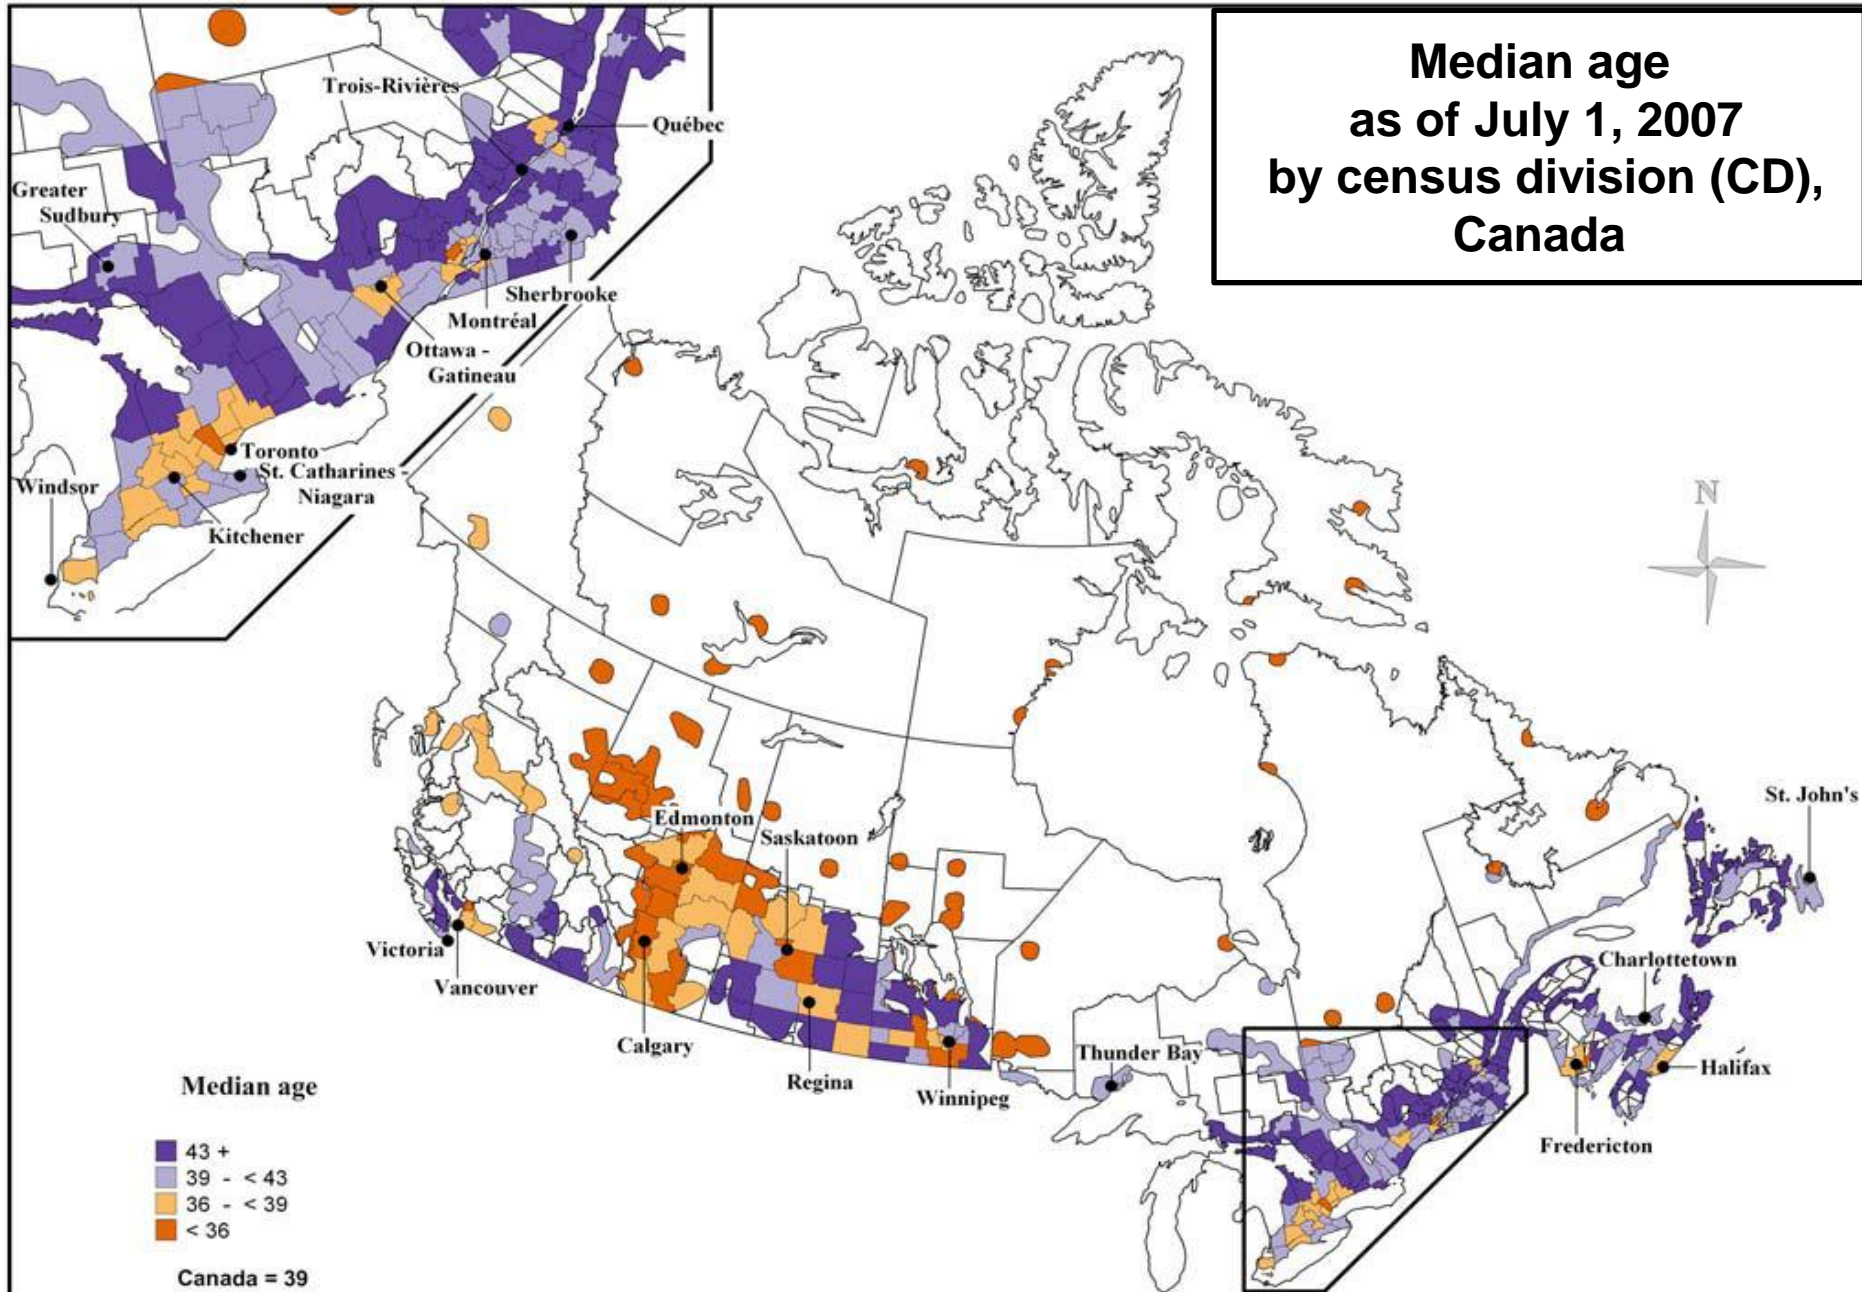 Median age
as of July 1, 2007
by census division (CD),
Canada
Trois-Rivières
Québec
Greater
Sudbury
Sherbrooke
Montréal
Ottawa -
Gatineau
Toronto
St. Catharines -
Niagara
Windsor
Kitchener
N
Edmonton
Saskatoon
St. John's
Victoria
Vancouver
Charlottetown
Calgary
Regina
Winnipeg
Thunder Bay
Halifax
Fredericton
Median age
43 +
39 - < 43
36 - < 39
< 36
Canada = 39